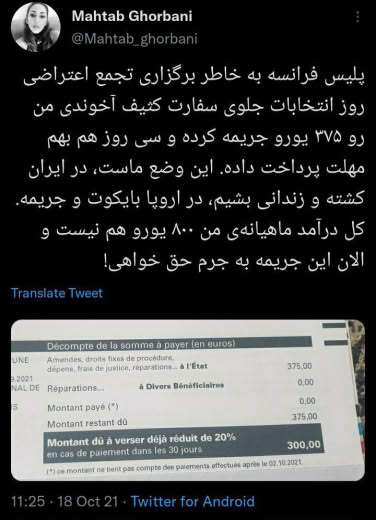 Mahtab Ghorbani
@Mahtab_ghorbani
پلیس فرانسه به خاطر برگزاری تجمع اعتراضی
روز انتخابات جلوی سفارت کثیف آخوندی من
رو ۳۷۵ یورو جریمه کرده و سی روز هم بهم
مهلت پرداخت داده. این وضع ماست، در ایران
کشته و زندانی بشیم، در اروپا بایکوت و جریمه.
کل درآمد ماهیانه‌ی من ۸۰۰ یورو هم نیست و
الان این جریمه به جرم حق خواهی!
Translate Tweet
Décompte de la somme à payer (en euros)
UNE
Amendes, droits fixes de procédure,
dépens, frais de justice, réparations... à l'État 375,00
9.2021
NAL DE Réparations... à Divers Bénéficiaires 0,00
IS Montant payé (*) 0,00
Montant restant dû 375,00
Montant dû à verser déjà réduit de 20%
en cas de paiement dans les 30 jours 300,00
(*) ce montant ne tient pas compte des paiements effectués après le 02.10.2021.
11:25 · 18 Oct 21 · Twitter for Android